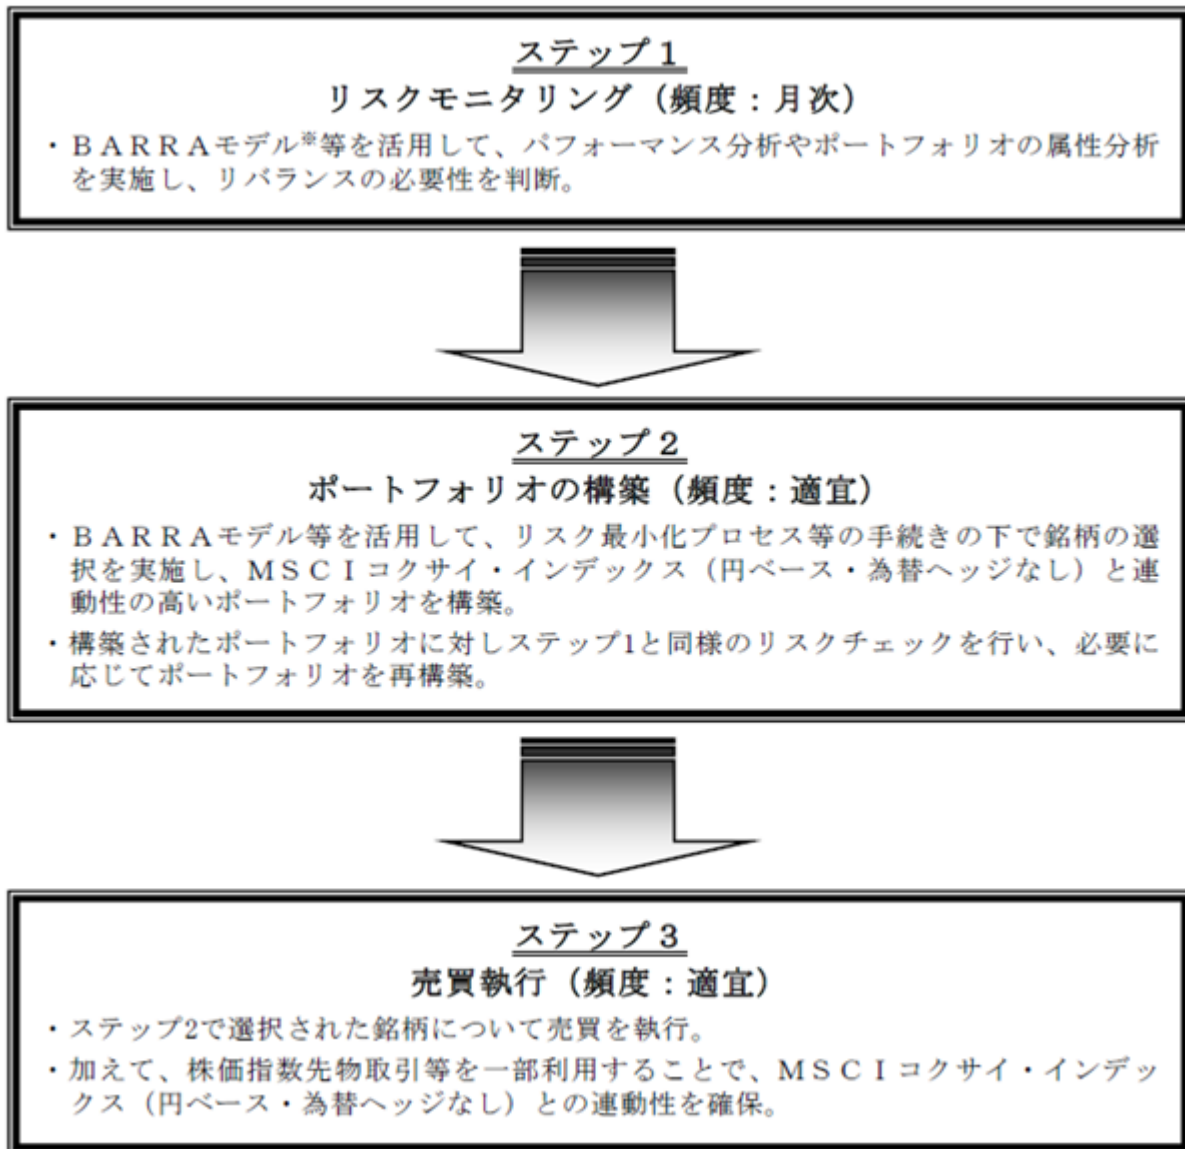 ステップ１
リスクモニタリング（頻度：月次）
・ＢＡＲＲＡモデル※等を活用して、パフォーマンス分析やポートフォリオの属性分析
を実施し、リバランスの必要性を判断。
ステップ２
ポートフォリオの構築（頻度：適宜）
・ＢＡＲＲＡモデル等を活用して、リスク最小化プロセス等の手続きの下で銘柄の選
択を実施し、ＭＳＣＩコクサイ・インデックス（円ベース・為替ヘッジなし）と連
動性の高いポートフォリオを構築。
・構築されたポートフォリオに対しステップ1と同様のリスクチェックを行い、必要に
応じてポートフォリオを再構築。
ステップ３
売買執行（頻度：適宜）
・ステップ2で選択された銘柄について売買を執行。
・加えて、株価指数先物取引等を一部利用することで、ＭＳＣＩコクサイ・インデッ
クス（円ベース・為替ヘッジなし）との連動性を確保。